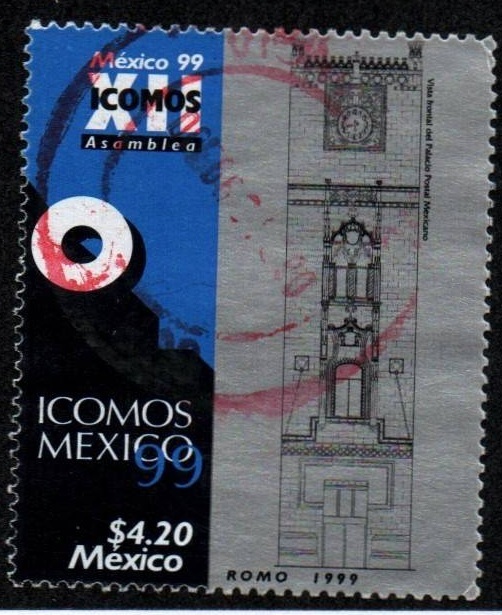 México 99
XII
ICOMOS
Asamblea
Vista frontal del Palacio Postal Mexicano
ICOMOS
MEXICO
99
$4.20
México
ROMO 1999